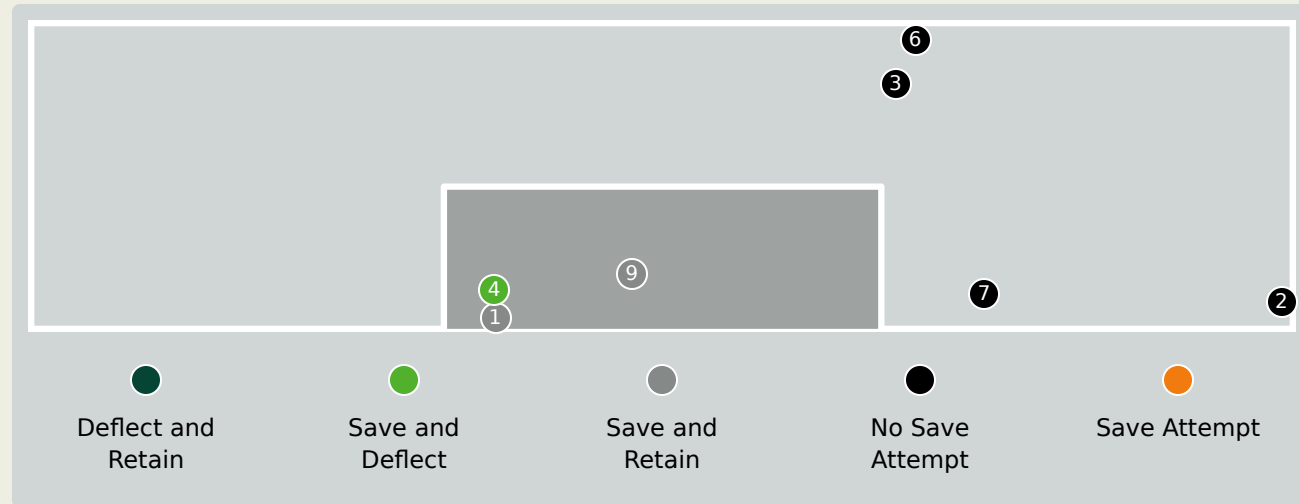 6
3
9
4
7
2
1
Deflect and
Retain
Save and
Deflect
Save and
Retain
No Save
Attempt
Save Attempt